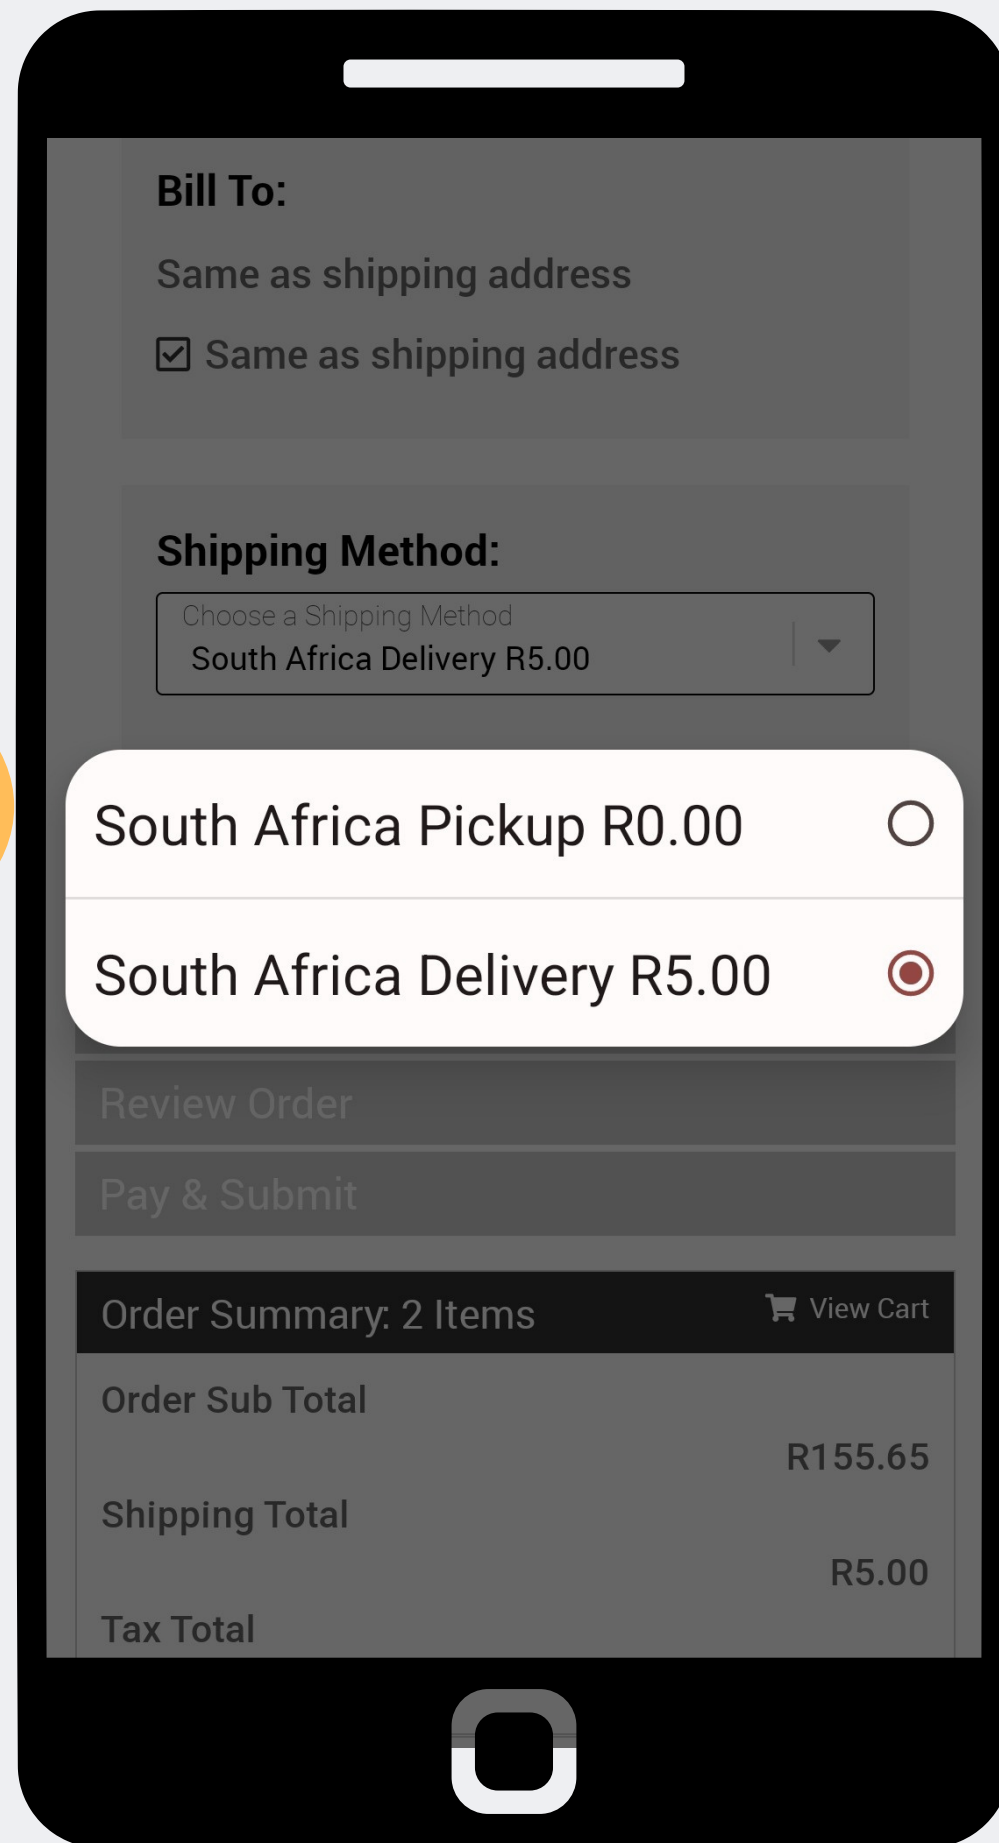 Bill To:
Same as shipping address
Same as shipping address
Shipping Method:
Choose a Shipping Method
South Africa Delivery R5.00
South Africa Pickup R0.00
South Africa Delivery R5.00
Review Order
Pay & Submit
Order Summary: 2 Items
View Cart
Order Sub Total
R155.65
Shipping Total
R5.00
Tax Total